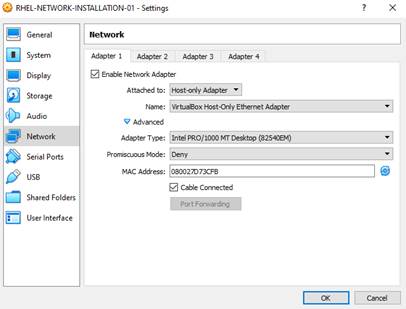 RHEL-NETWORK-INSTALLATION-01 - Settings
General
System
Display
Storage
Audio
Network
Serial Ports
USB
Shared Folders
User Interface
Network
Adapter 1 Adapter 2 Adapter 3 Adapter 4
Enable Network Adapter
Attached to: Host-only Adapter
Name: VirtualBox Host-Only Ethernet Adapter
Advanced
Adapter Type: Intel PRO/1000 MT Desktop (82540EM)
Promiscuous Mode: Deny
MAC Address: 080027D73CFB
Cable Connected
Port Forwarding
OK Cancel